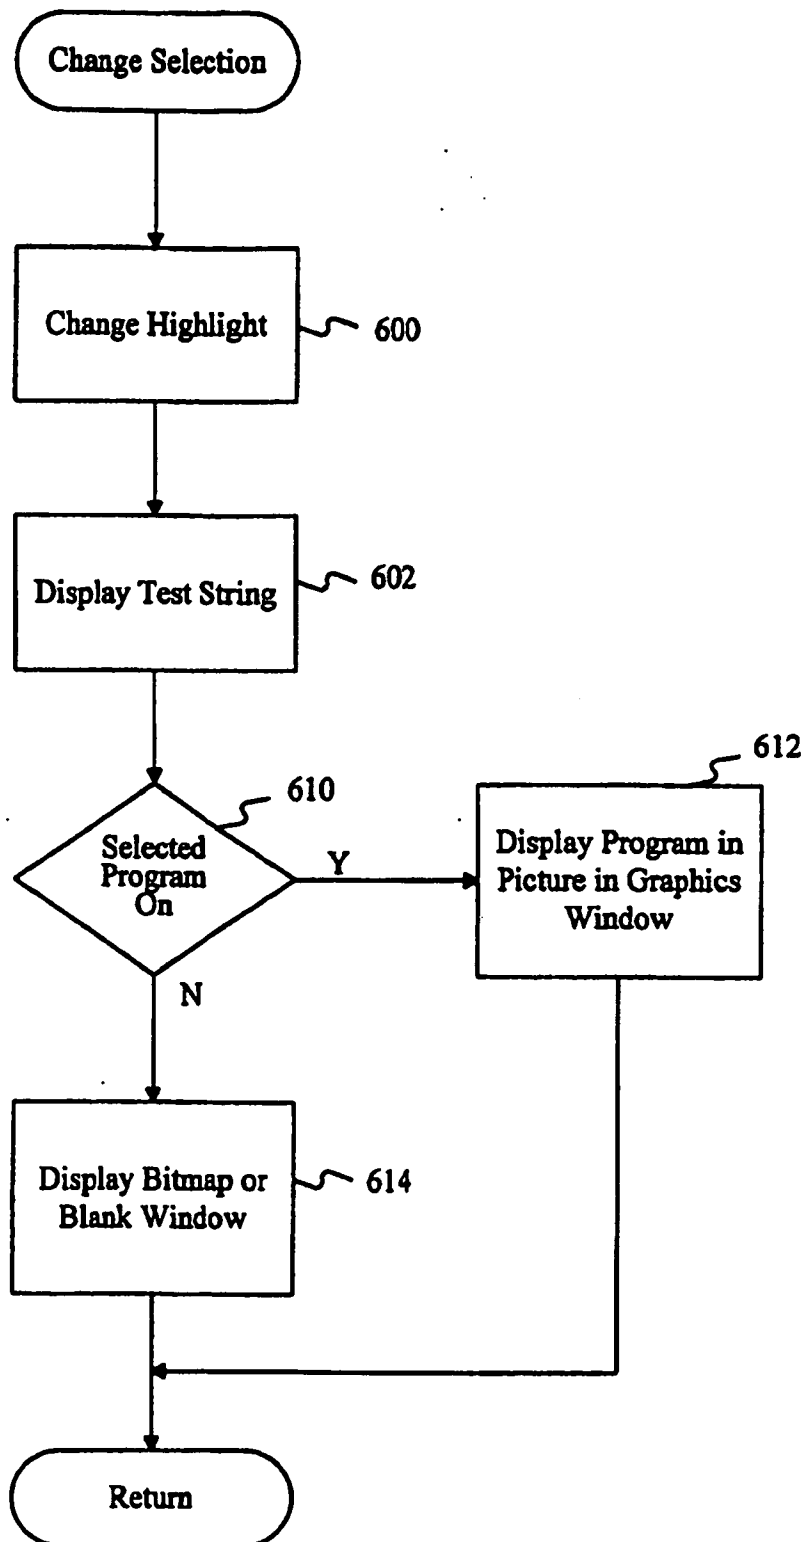 Change Selection
Change Highlight
600
Display Test String
602
610
612
Selected
Program
On
Y
Display Program in
Picture in Graphics
Window
N
Display Bitmap or
Blank Window
614
Return